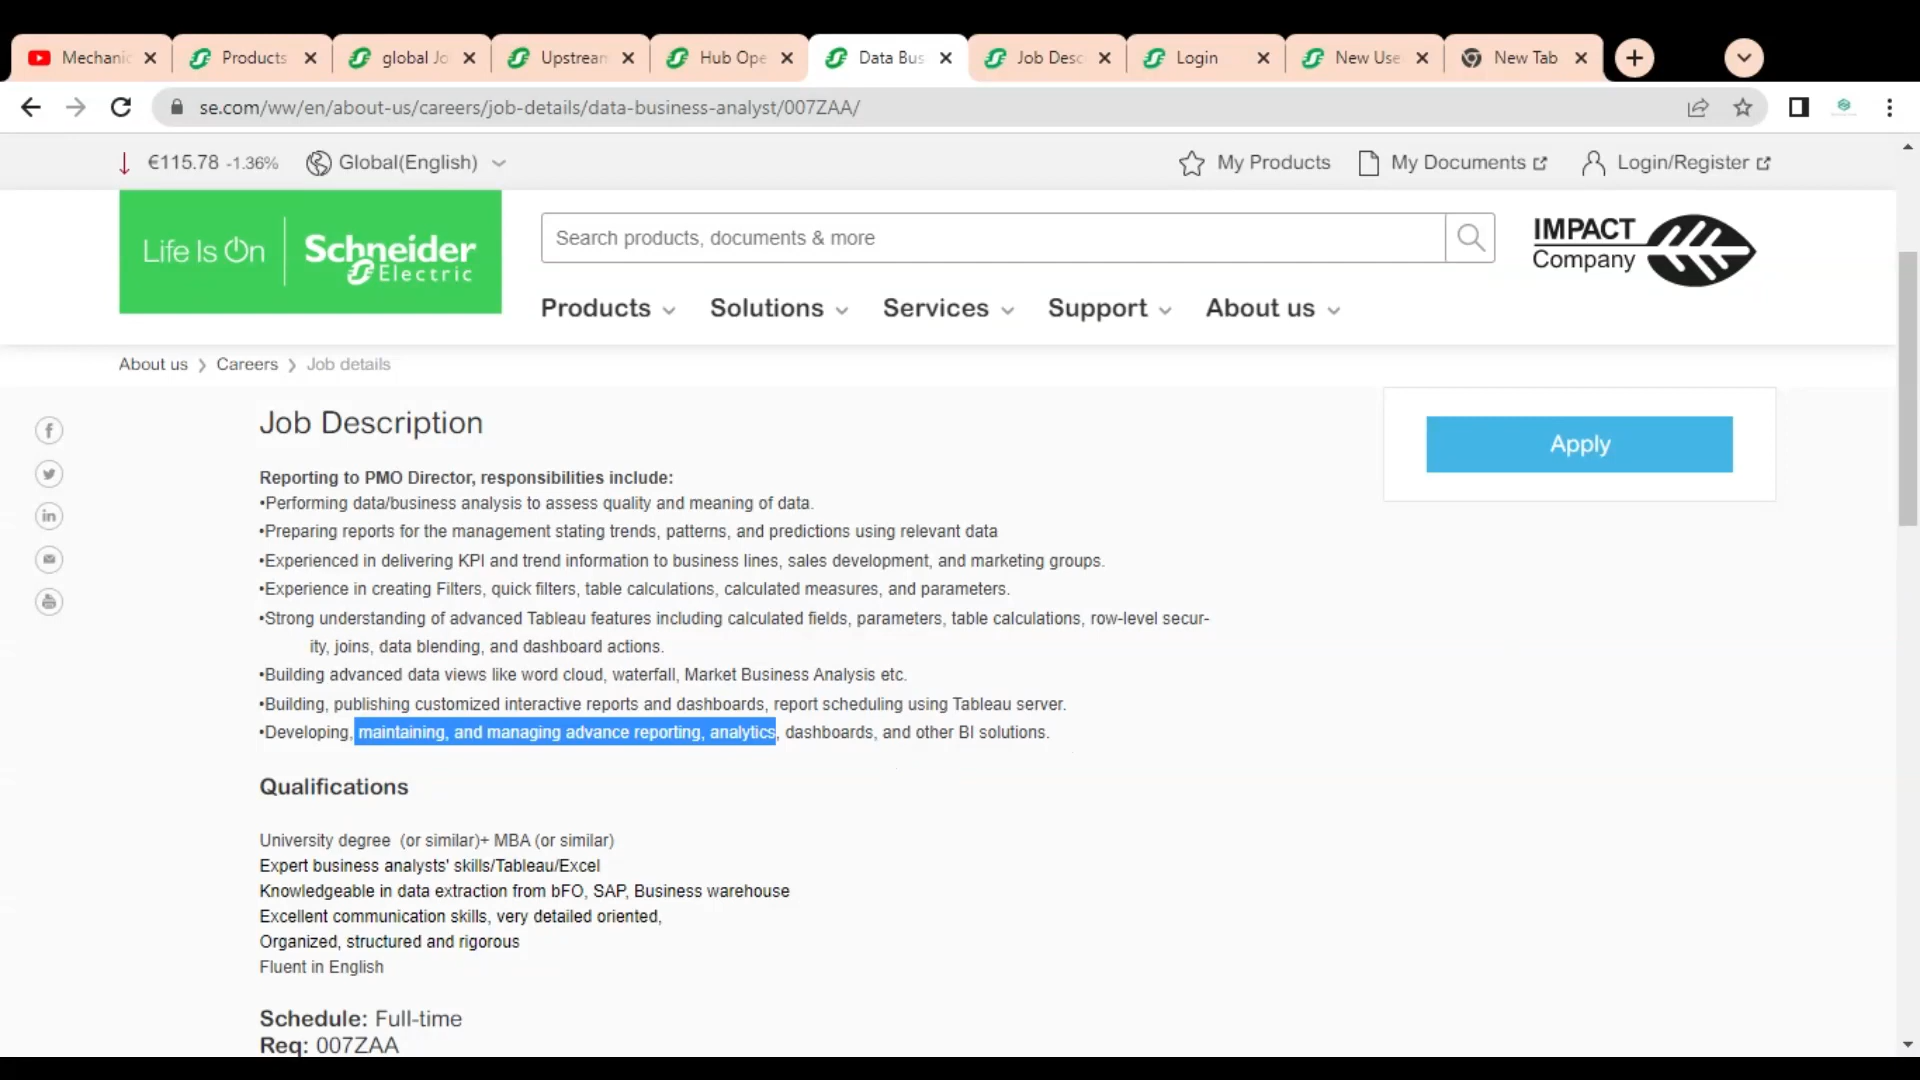 Mechanic
Products
global Jo
Upstream
Hub Ope
Data Bus
Job Desc
Login
New Use
New Tab
se.com/ww/en/about-us/careers/job-details/data-business-analyst/007ZAA/
€115.78 -1.36%
Global(English)
My Products
My Documents
Login/Register
Life Is On
Schneider
Electric
Search products, documents & more
IMPACT
Company
Products
Solutions
Services
Support
About us
About us
Careers
Job details
Job Description
Apply
Reporting to PMO Director, responsibilities include:
•Performing data/business analysis to assess quality and meaning of data.
•Preparing reports for the management stating trends, patterns, and predictions using relevant data
•Experienced in delivering KPI and trend information to business lines, sales development, and marketing groups.
•Experience in creating Filters, quick filters, table calculations, calculated measures, and parameters.
•Strong understanding of advanced Tableau features including calculated fields, parameters, table calculations, row-level secur-
ity, joins, data blending, and dashboard actions.
•Building advanced data views like word cloud, waterfall, Market Business Analysis etc.
•Building, publishing customized interactive reports and dashboards, report scheduling using Tableau server.
•Developing, maintaining, and managing advance reporting, analytics, dashboards, and other BI solutions.
Qualifications
University degree (or similar)+ MBA (or similar)
Expert business analysts' skills/Tableau/Excel
Knowledgeable in data extraction from bFO, SAP, Business warehouse
Excellent communication skills, very detailed oriented,
Organized, structured and rigorous
Fluent in English
Schedule: Full-time
Req: 007ZAA